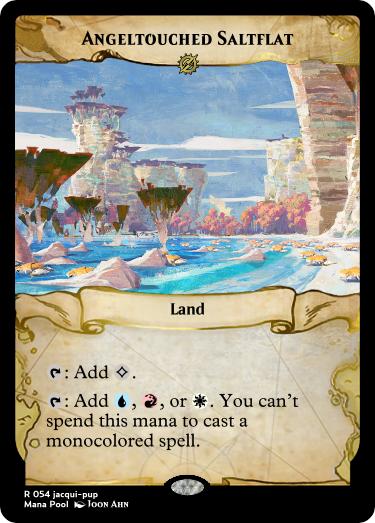 Angeltouched Saltflat
Land
: Add .
: Add , , or . You can't
spend this mana to cast a
monocolored spell.
R 054 jacqui-pup
Mana Pool Joon Ahn